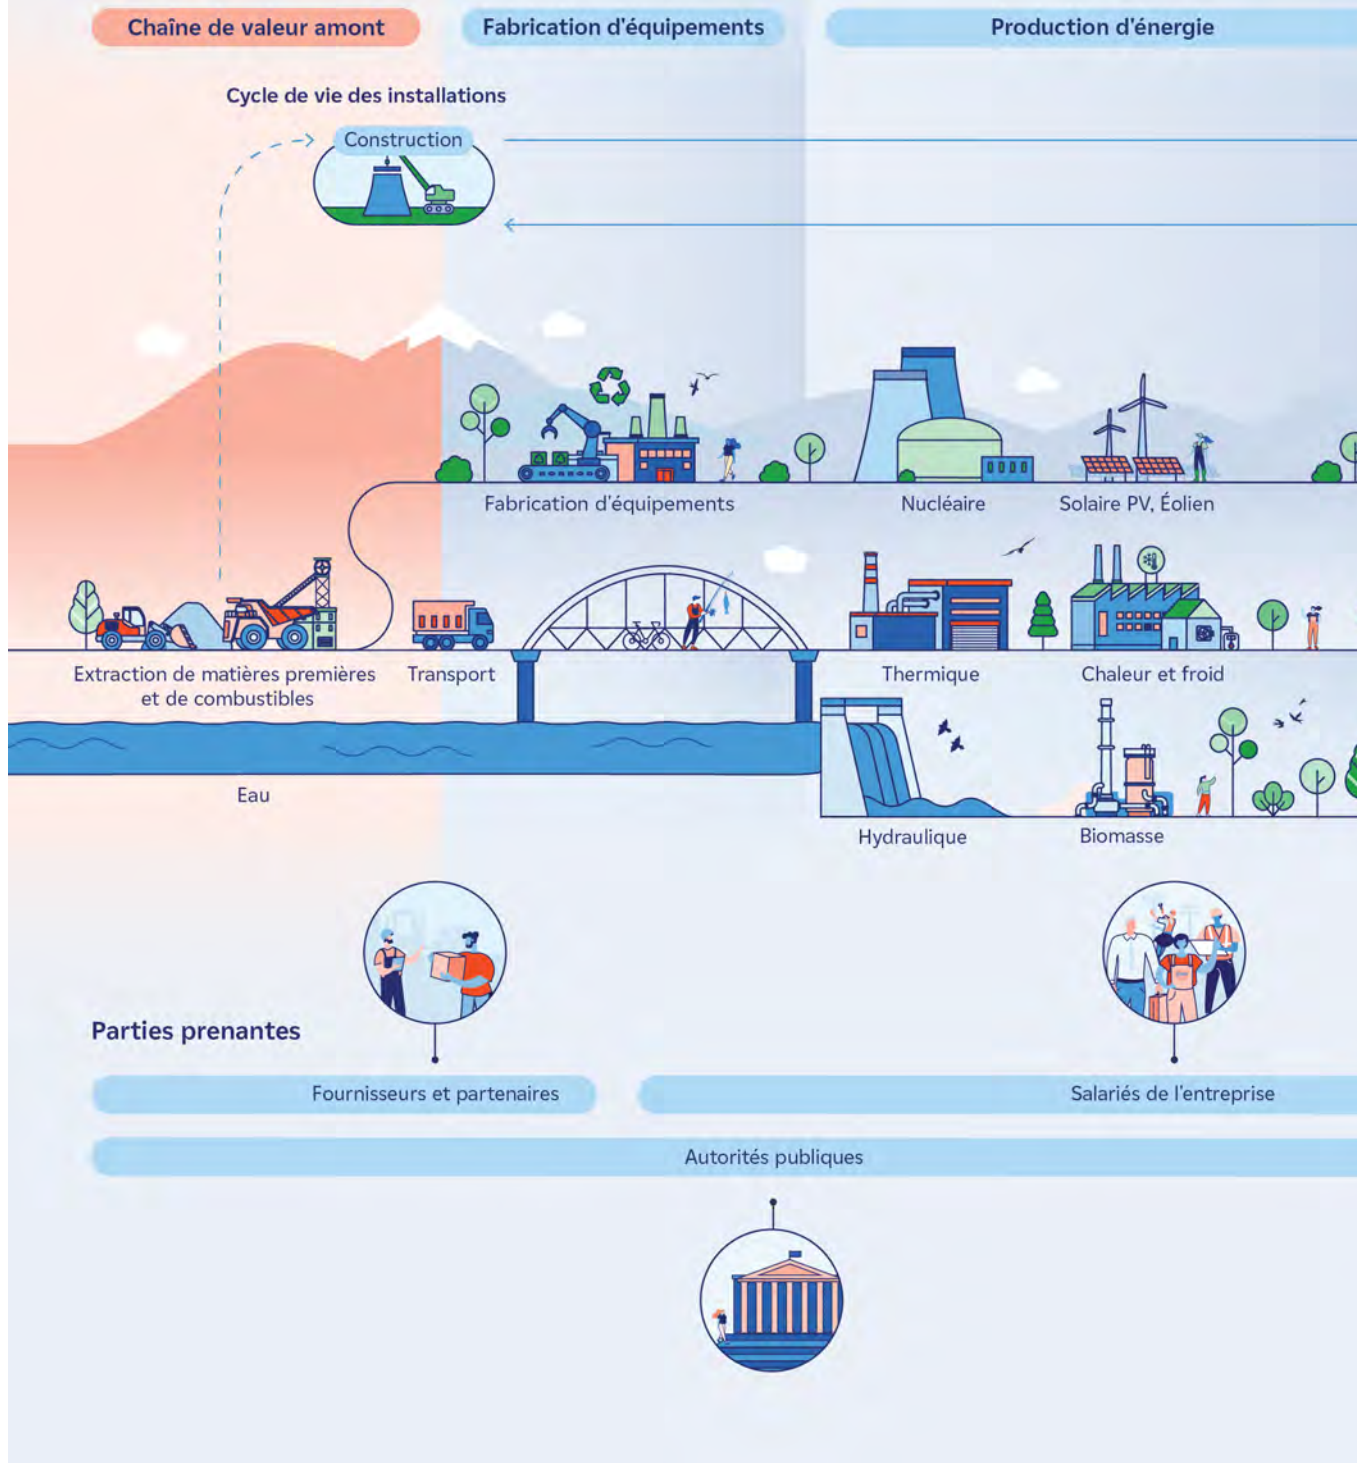 Chaîne de valeur amont
Fabrication d'équipements
Production d'énergie
Cycle de vie des installations
Construction
Fabrication d'équipements
Nucléaire
Solaire PV, Éolien
Extraction de matières premières
et de combustibles
Transport
Thermique
Chaleur et froid
Eau
Hydraulique
Biomasse
Parties prenantes
Fournisseurs et partenaires
Salariés de l'entreprise
Autorités publiques